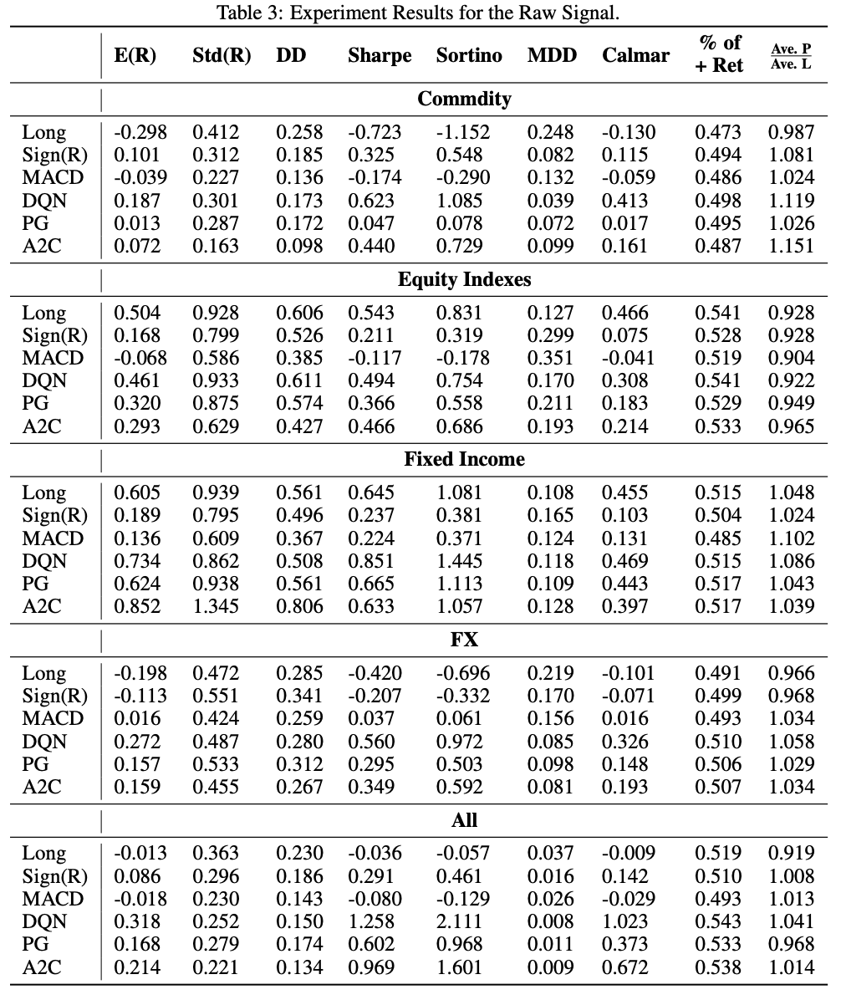 Table 3: Experiment Results for the Raw Signal.
E(R) Std(R) DD Sharpe Sortino MDD Calmar % of + Ret Ave. P / Ave. L
Commdity
Long -0.298 0.412 0.258 -0.723 -1.152 0.248 -0.130 0.473 0.987
Sign(R) 0.101 0.312 0.185 0.325 0.548 0.082 0.115 0.494 1.081
MACD -0.039 0.227 0.136 -0.174 -0.290 0.132 -0.059 0.486 1.024
DQN 0.187 0.301 0.173 0.623 1.085 0.039 0.413 0.498 1.119
PG 0.013 0.287 0.172 0.047 0.078 0.072 0.017 0.495 1.026
A2C 0.072 0.163 0.098 0.440 0.729 0.099 0.161 0.487 1.151
Equity Indexes
Long 0.504 0.928 0.606 0.543 0.831 0.127 0.466 0.541 0.928
Sign(R) 0.168 0.799 0.526 0.211 0.319 0.299 0.075 0.528 0.928
MACD -0.068 0.586 0.385 -0.117 -0.178 0.351 -0.041 0.519 0.904
DQN 0.461 0.933 0.611 0.494 0.754 0.170 0.308 0.541 0.922
PG 0.320 0.875 0.574 0.366 0.558 0.211 0.183 0.529 0.949
A2C 0.293 0.629 0.427 0.466 0.686 0.193 0.214 0.533 0.965
Fixed Income
Long 0.605 0.939 0.561 0.645 1.081 0.108 0.455 0.515 1.048
Sign(R) 0.189 0.795 0.496 0.237 0.381 0.165 0.103 0.504 1.024
MACD 0.136 0.609 0.367 0.224 0.371 0.124 0.131 0.485 1.102
DQN 0.734 0.862 0.508 0.851 1.445 0.118 0.469 0.515 1.086
PG 0.624 0.938 0.561 0.665 1.113 0.109 0.443 0.517 1.043
A2C 0.852 1.345 0.806 0.633 1.057 0.128 0.397 0.517 1.039
FX
Long -0.198 0.472 0.285 -0.420 -0.696 0.219 -0.101 0.491 0.966
Sign(R) -0.113 0.551 0.341 -0.207 -0.332 0.170 -0.071 0.499 0.968
MACD 0.016 0.424 0.259 0.037 0.061 0.156 0.016 0.493 1.034
DQN 0.272 0.487 0.280 0.560 0.972 0.085 0.326 0.510 1.058
PG 0.157 0.533 0.312 0.295 0.503 0.098 0.148 0.506 1.029
A2C 0.159 0.455 0.267 0.349 0.592 0.081 0.193 0.507 1.034
All
Long -0.013 0.363 0.230 -0.036 -0.057 0.037 -0.009 0.519 0.919
Sign(R) 0.086 0.296 0.186 0.291 0.461 0.016 0.142 0.510 1.008
MACD -0.018 0.230 0.143 -0.080 -0.129 0.026 -0.029 0.493 1.013
DQN 0.318 0.252 0.150 1.258 2.111 0.008 1.023 0.543 1.041
PG 0.168 0.279 0.174 0.602 0.968 0.011 0.373 0.533 0.968
A2C 0.214 0.221 0.134 0.969 1.601 0.009 0.672 0.538 1.014